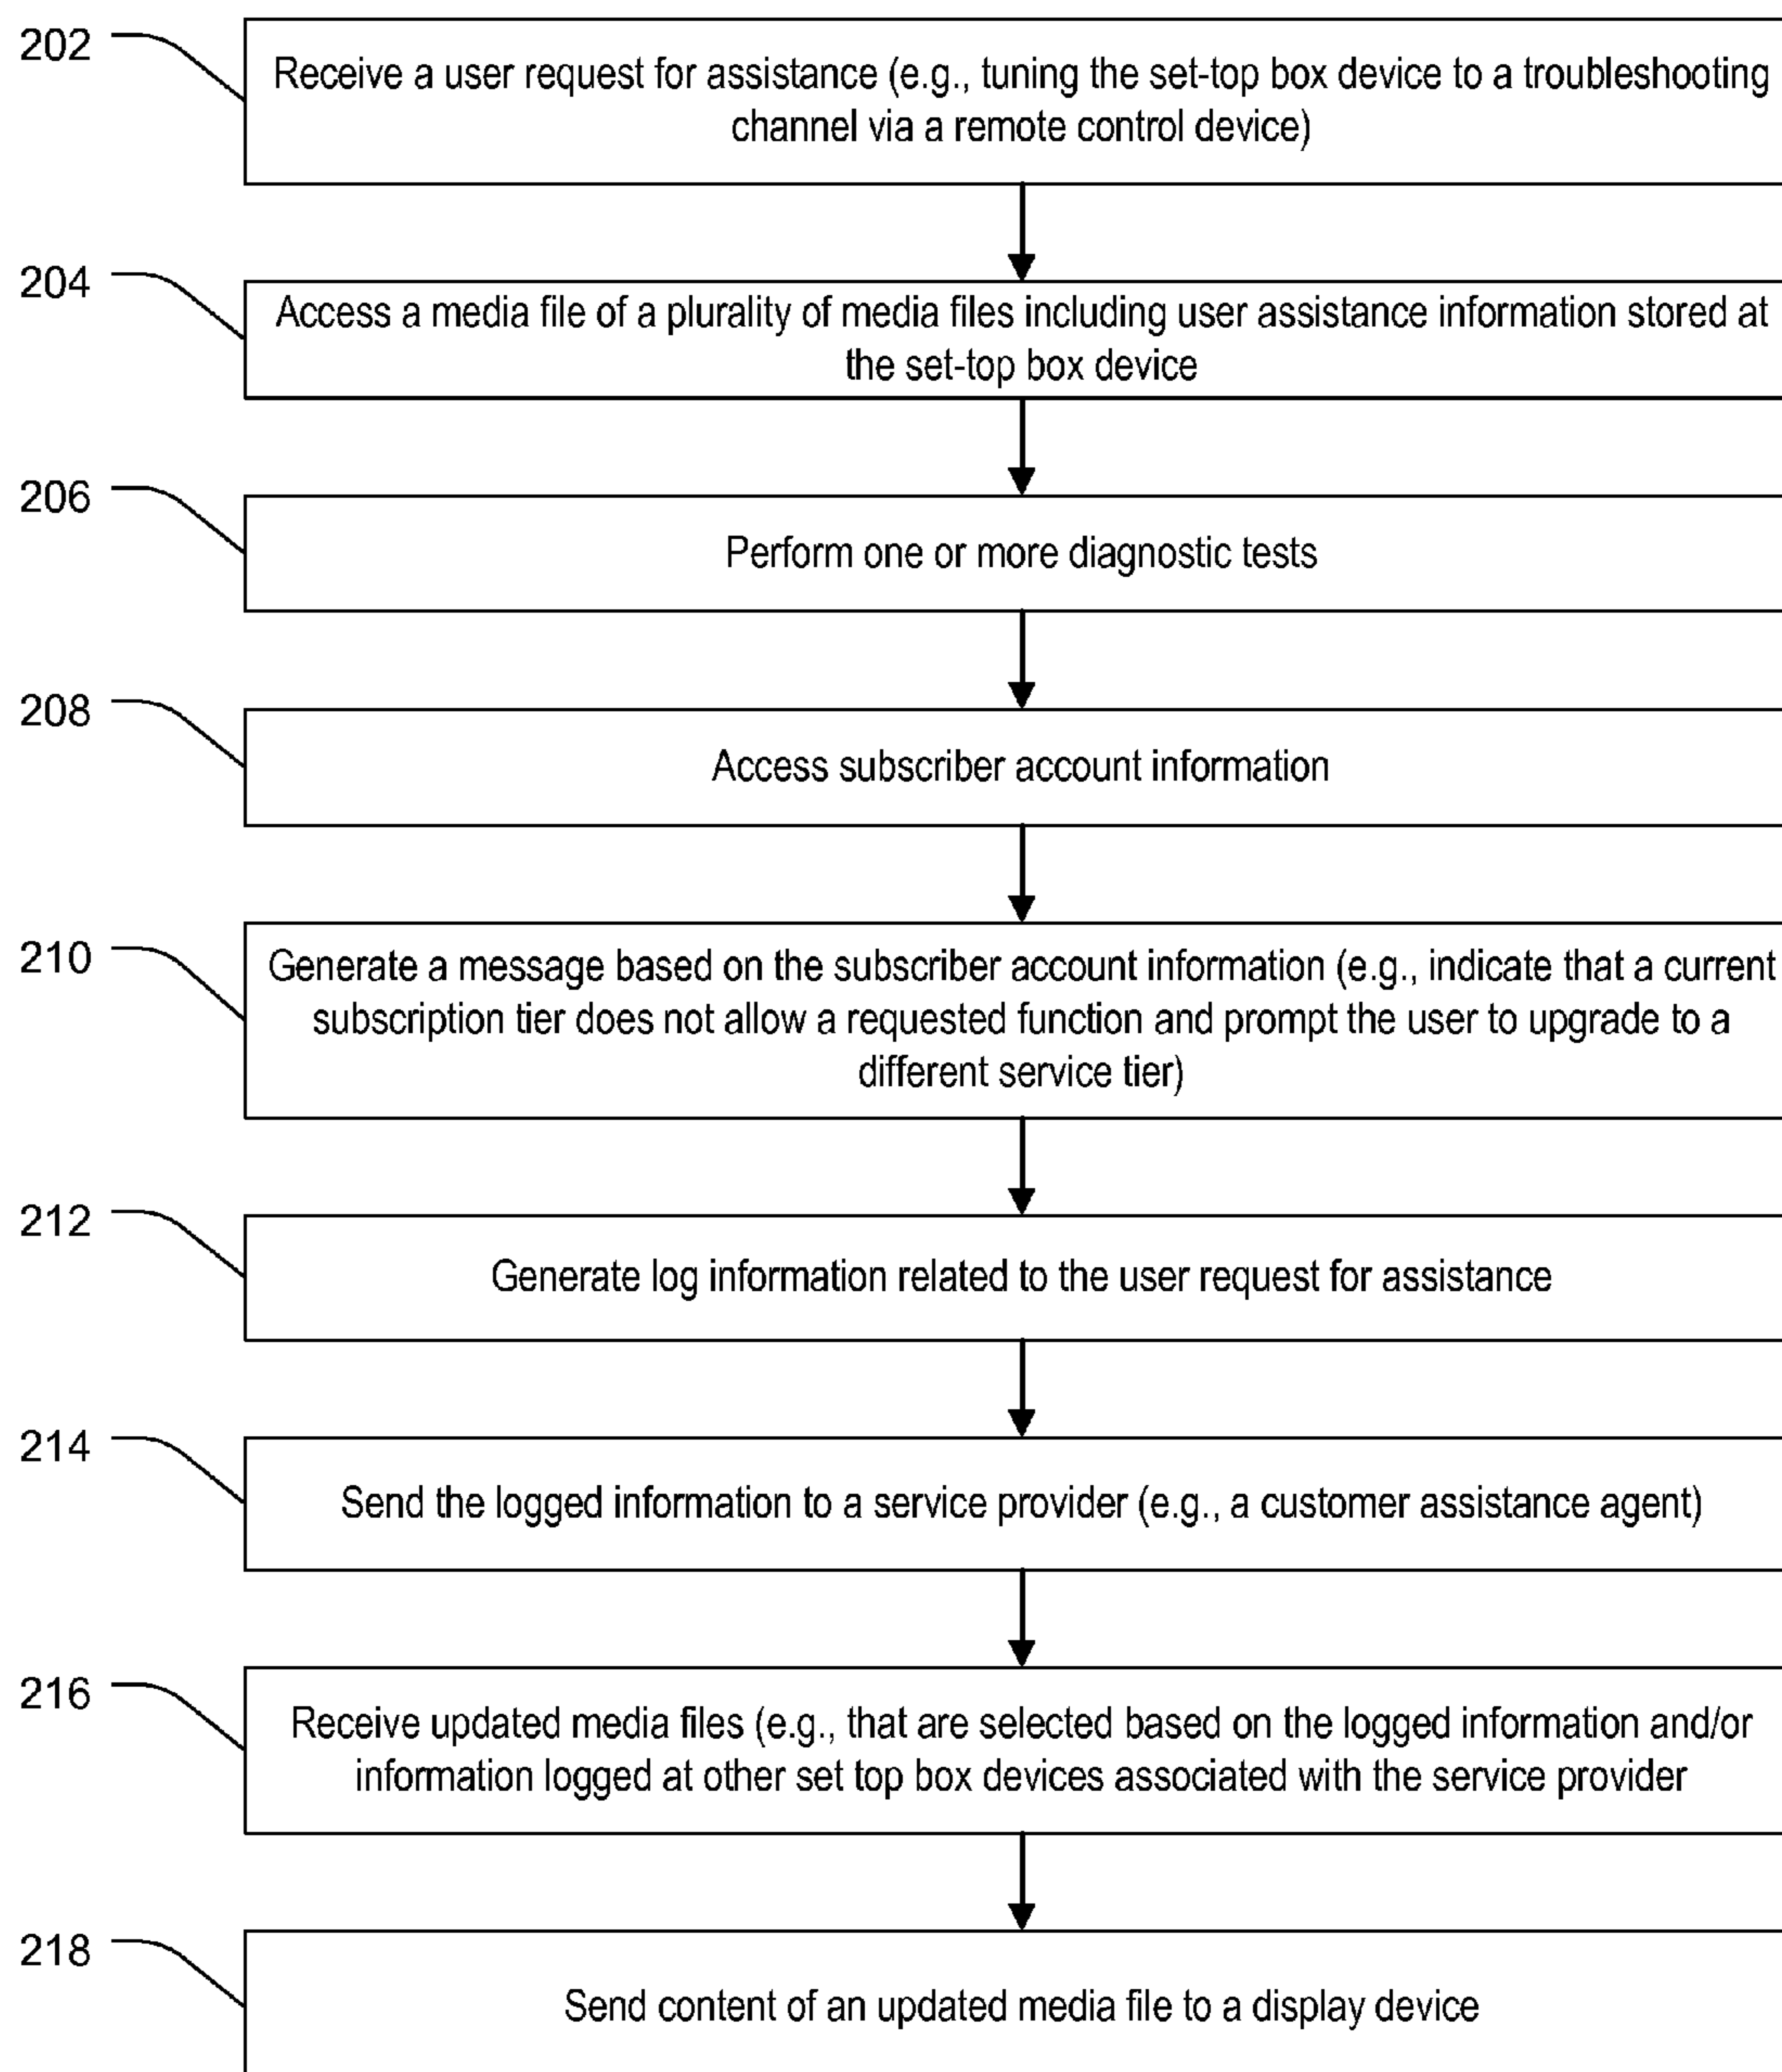 202
Receive a user request for assistance (e.g., tuning the set-top box device to a troubleshooting
channel via a remote control device)
204
Access a media file of a plurality of media files including user assistance information stored at
the set-top box device
206
Perform one or more diagnostic tests
208
Access subscriber account information
210
Generate a message based on the subscriber account information (e.g., indicate that a current
subscription tier does not allow a requested function and prompt the user to upgrade to a
different service tier)
212
Generate log information related to the user request for assistance
214
Send the logged information to a service provider (e.g., a customer assistance agent)
216
Receive updated media files (e.g., that are selected based on the logged information and/or
information logged at other set top box devices associated with the service provider
218
Send content of an updated media file to a display device